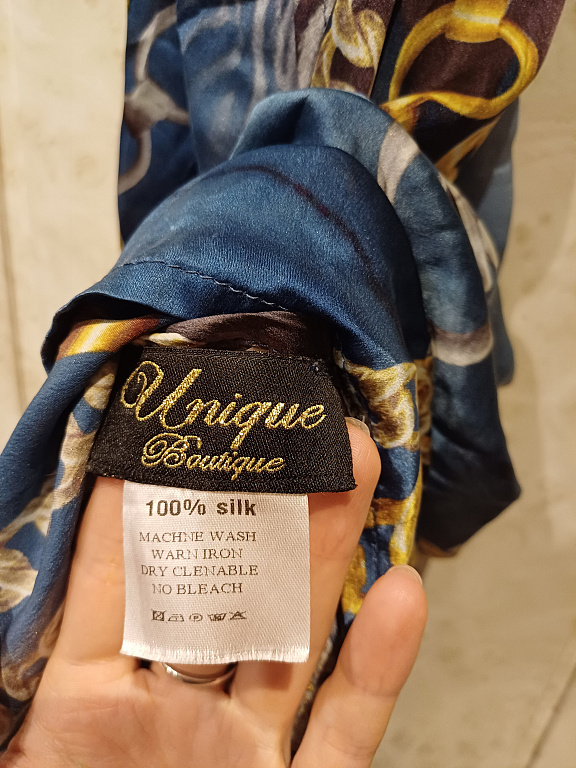 Unique
Boutique
100% silk
MACHNE WASH
WARN IRON
DRY CLENABLE
NO BLEACH